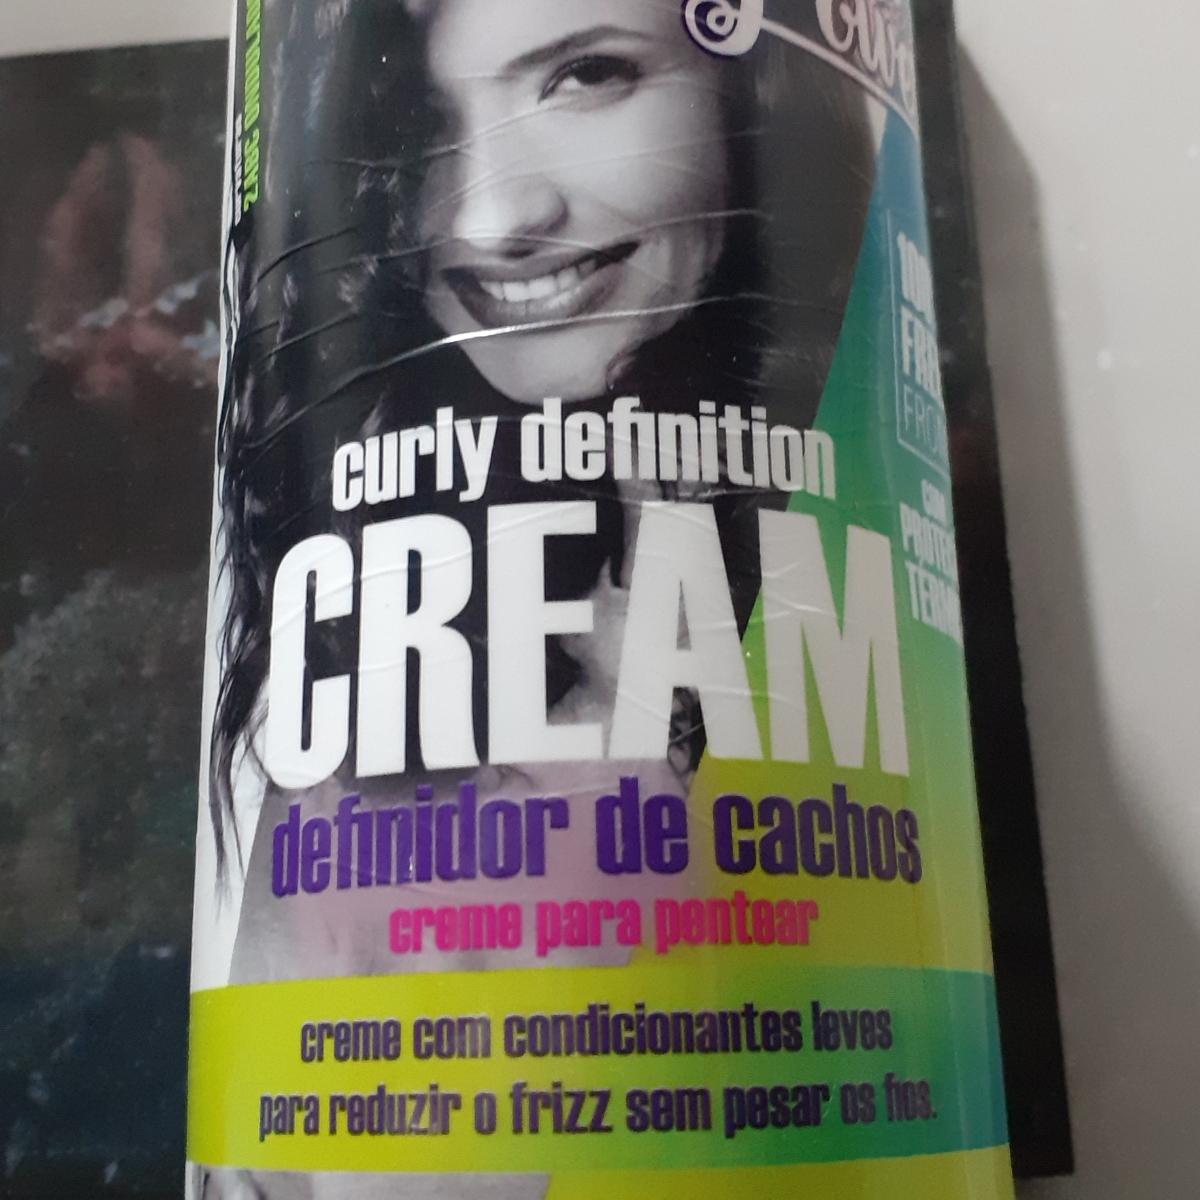 2ABC
curly definition
CREAM
definidor de cachos
creme para pentear
creme com condicionantes leves
para reduzir o frizz sem pesar os fios.